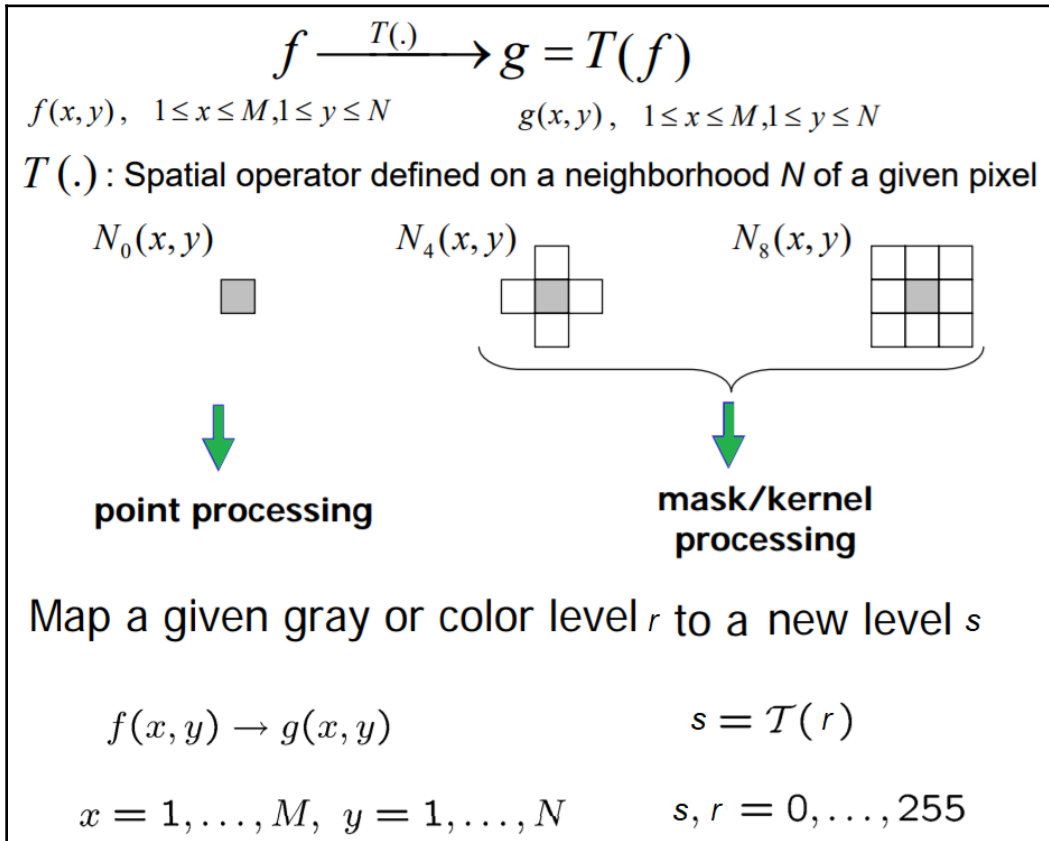 f —T(.)→ g = T(f)
f(x, y),  1≤ x ≤ M,1≤ y ≤ N  g(x, y),  1≤ x ≤ M,1≤ y ≤ N
T (.) : Spatial operator defined on a neighborhood N of a given pixel
N₀(x, y)  N₄(x, y)  N₈(x, y)
point processing
mask/kernel
processing
Map a given gray or color level r to a new level s
f(x, y) → g(x, y)  s = T( r )
x = 1, . . . , M,  y = 1, . . . , N  s, r = 0, . . . , 255